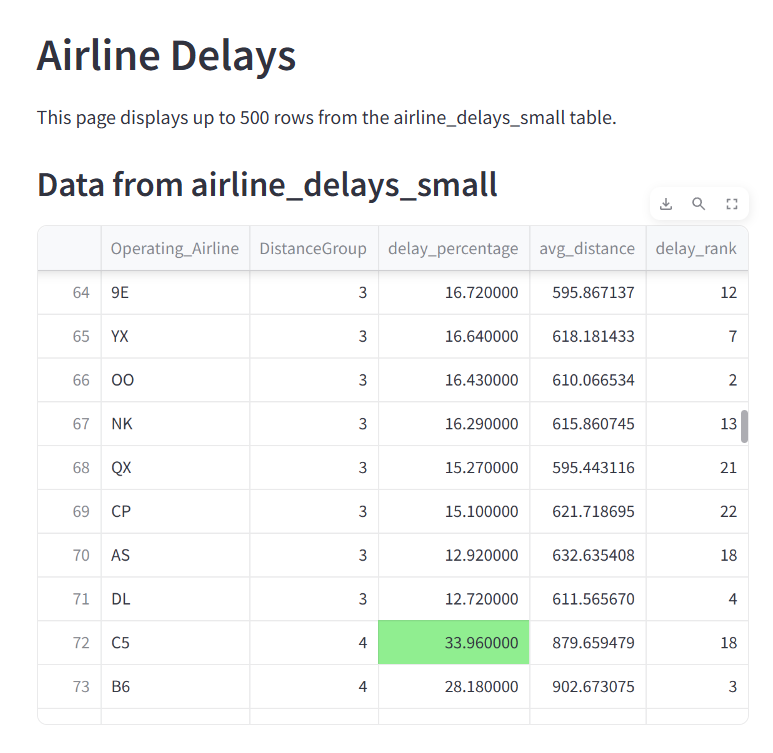 Airline Delays
This page displays up to 500 rows from the airline_delays_small table.
Data from airline_delays_small
Operating_Airline DistanceGroup delay_percentage avg_distance delay_rank
64 9E 3 16.720000 595.867137 12
65 YX 3 16.640000 618.181433 7
66 OO 3 16.430000 610.066534 2
67 NK 3 16.290000 615.860745 13
68 QX 3 15.270000 595.443116 21
69 CP 3 15.100000 621.718695 22
70 AS 3 12.920000 632.635408 18
71 DL 3 12.720000 611.565670 4
72 C5 4 33.960000 879.659479 18
73 B6 4 28.180000 902.673075 3